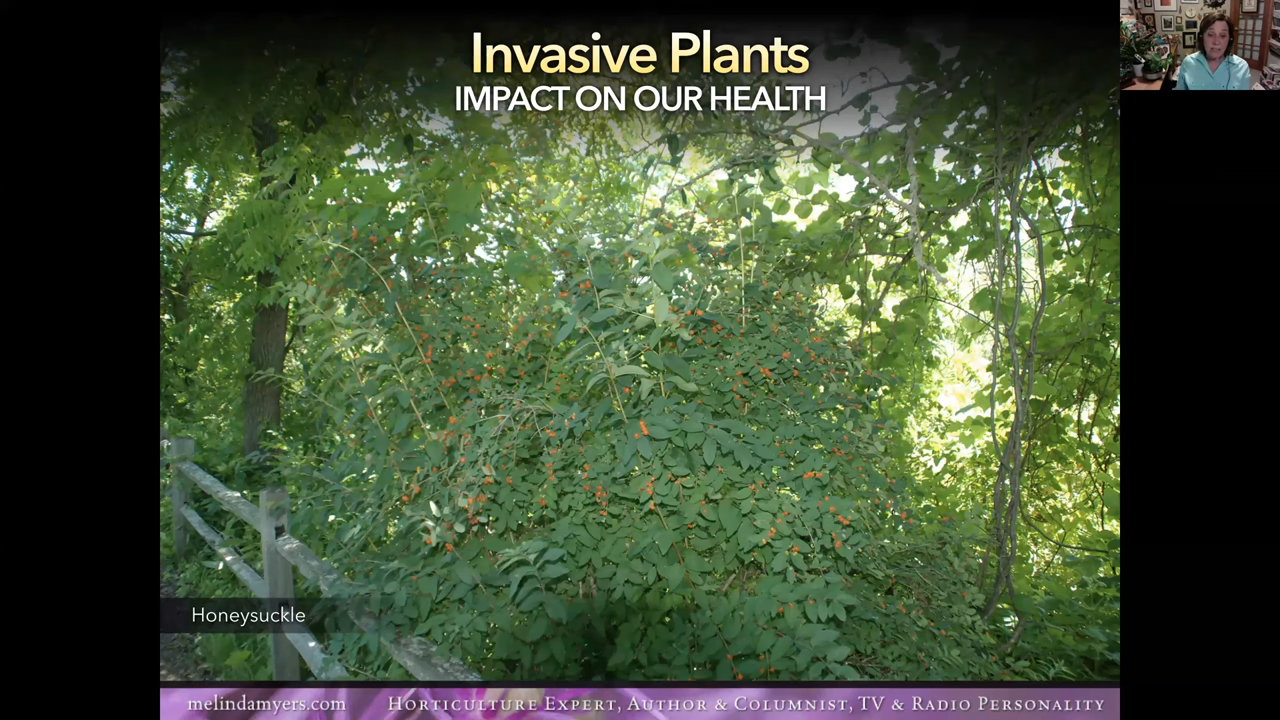 Invasive Plants
IMPACT ON OUR HEALTH
Honeysuckle
melindamyers.com HORTICULTURE EXPERT, AUTHOR & COLUMNIST, TV & RADIO PERSONALITY